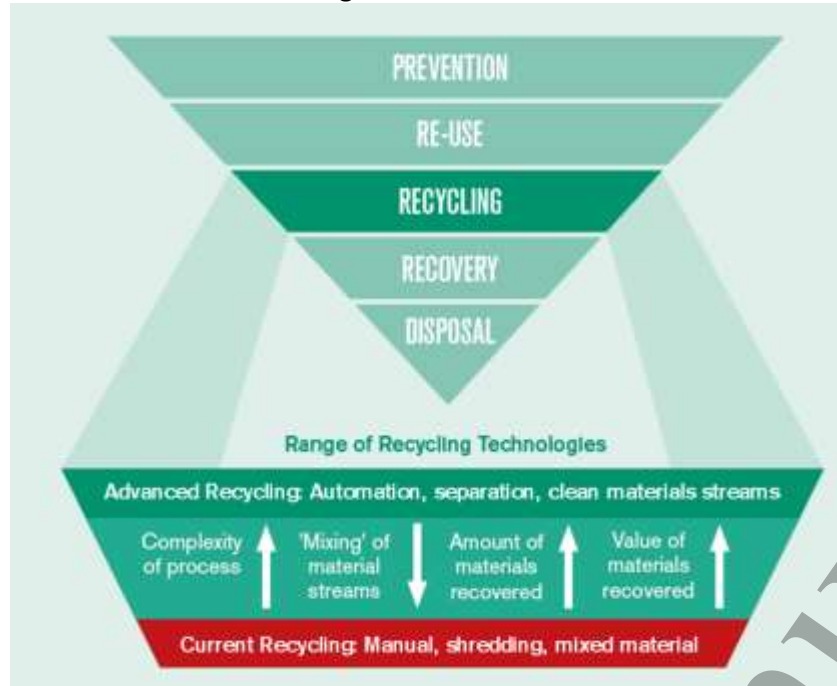 PREVENTION
RE-USE
RECYCLING
RECOVERY
DISPOSAL
Range of Recycling Technologies
Advanced Recycling: Automation, separation, clean materials streams
Complexity
of process
'Mixing' of
material
streams
Amount of
materials
recovered
Value of
materials
recovered
Current Recycling: Manual, shredding, mixed material